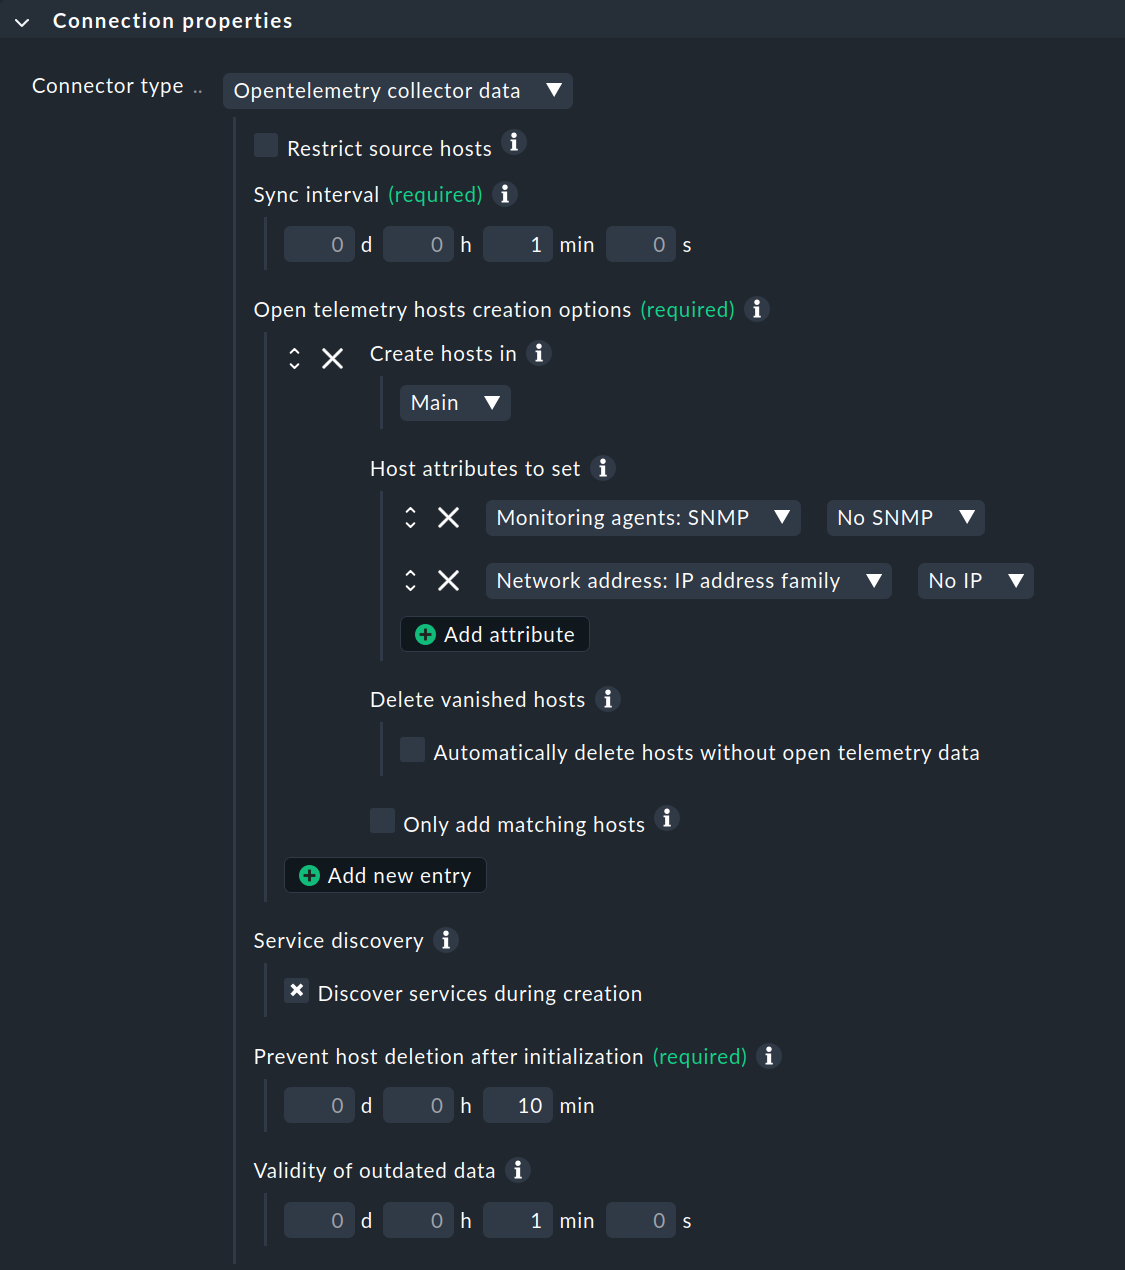 Connection properties
Connector type .. Opentelemetry collector data
Restrict source hosts
Sync interval (required)
0 d 0 h 1 min 0 s
Open telemetry hosts creation options (required)
Create hosts in
Main
Host attributes to set
Monitoring agents: SNMP No SNMP
Network address: IP address family No IP
Add attribute
Delete vanished hosts
Automatically delete hosts without open telemetry data
Only add matching hosts
Add new entry
Service discovery
Discover services during creation
Prevent host deletion after initialization (required)
0 d 0 h 10 min
Validity of outdated data
0 d 0 h 1 min 0 s